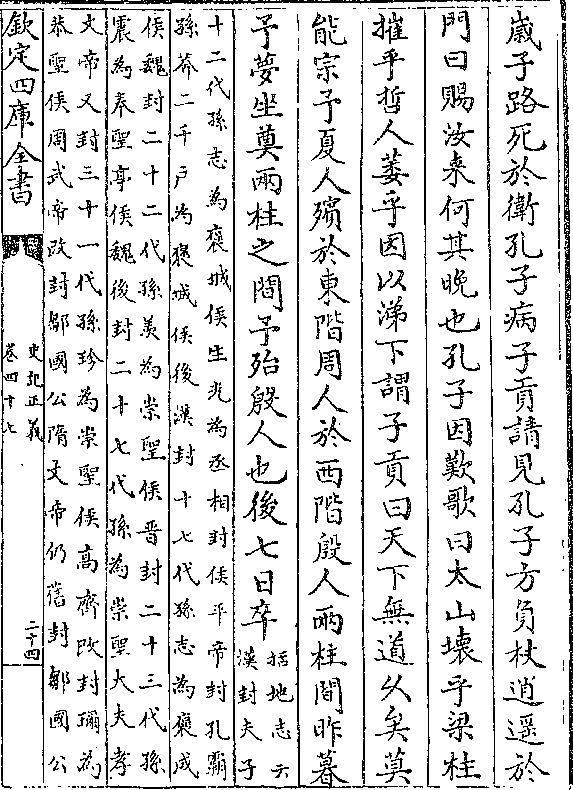 歲子路死於衛孔子病子貢請見孔子方負杖逍遥於
門曰賜汝来何其晚也孔子因歎歌曰太山壊乎梁柱
摧乎哲人萎乎因以涕下謂子貢曰天下無道久矣莫
能宗予夏人殯於東階周人於西階殷人兩柱間昨暮
予夢坐奠兩柱之間予殆殷人也後七日卒
括地志云
漢封夫子
十二代孫志為襃城侯生光為丞相封侯平帝封孔霸
孫莽二千戶為襃城侯後漢封十七代孫志為襃成
侯魏封二十二代孫羨為崇聖侯晋封二十三代孫
震為奉聖亭侯魏後封二十七代孫為崇聖大夫孝
文帝又封三十一代孫珍為崇聖侯高齊改封珍為
恭聖侯周武帝改封鄒國公隋文帝仍舊封鄒國公
欽定四庫全書
史記正義
卷四十七
二十四